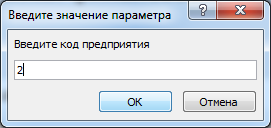 Введите значение параметра
Введите код предприятия
2
ОК
Отмена